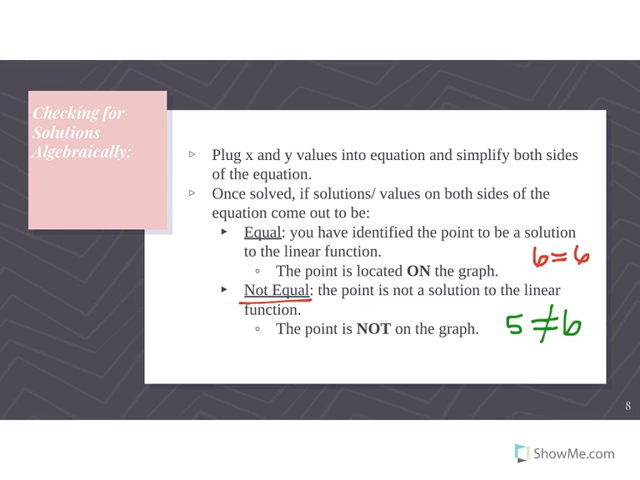 Checking for
Solutions
Algebraically:
Plug x and y values into equation and simplify both sides
of the equation.
Once solved, if solutions/ values on both sides of the
equation come out to be:
Equal: you have identified the point to be a solution
to the linear function.
6=6
The point is located ON the graph.
Not Equal: the point is not a solution to the linear
function.
The point is NOT on the graph.
5≠6
8
ShowMe.com